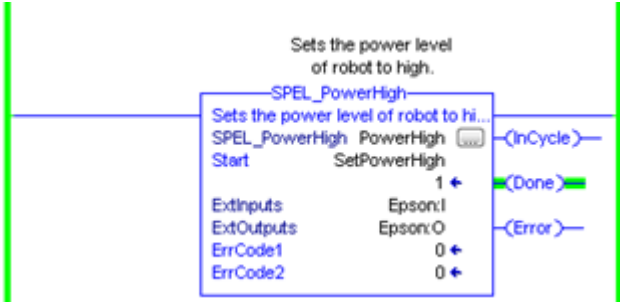 Sets the power level
of robot to high.
SPEL_PowerHigh
Sets the power level of robot to hi...
SPEL_PowerHigh PowerHigh ... (InCycle)
Start SetPowerHigh
1 (Done)
ExtInputs Epson:I
ExtOutputs Epson:O (Error)
ErrCode1 0
ErrCode2 0